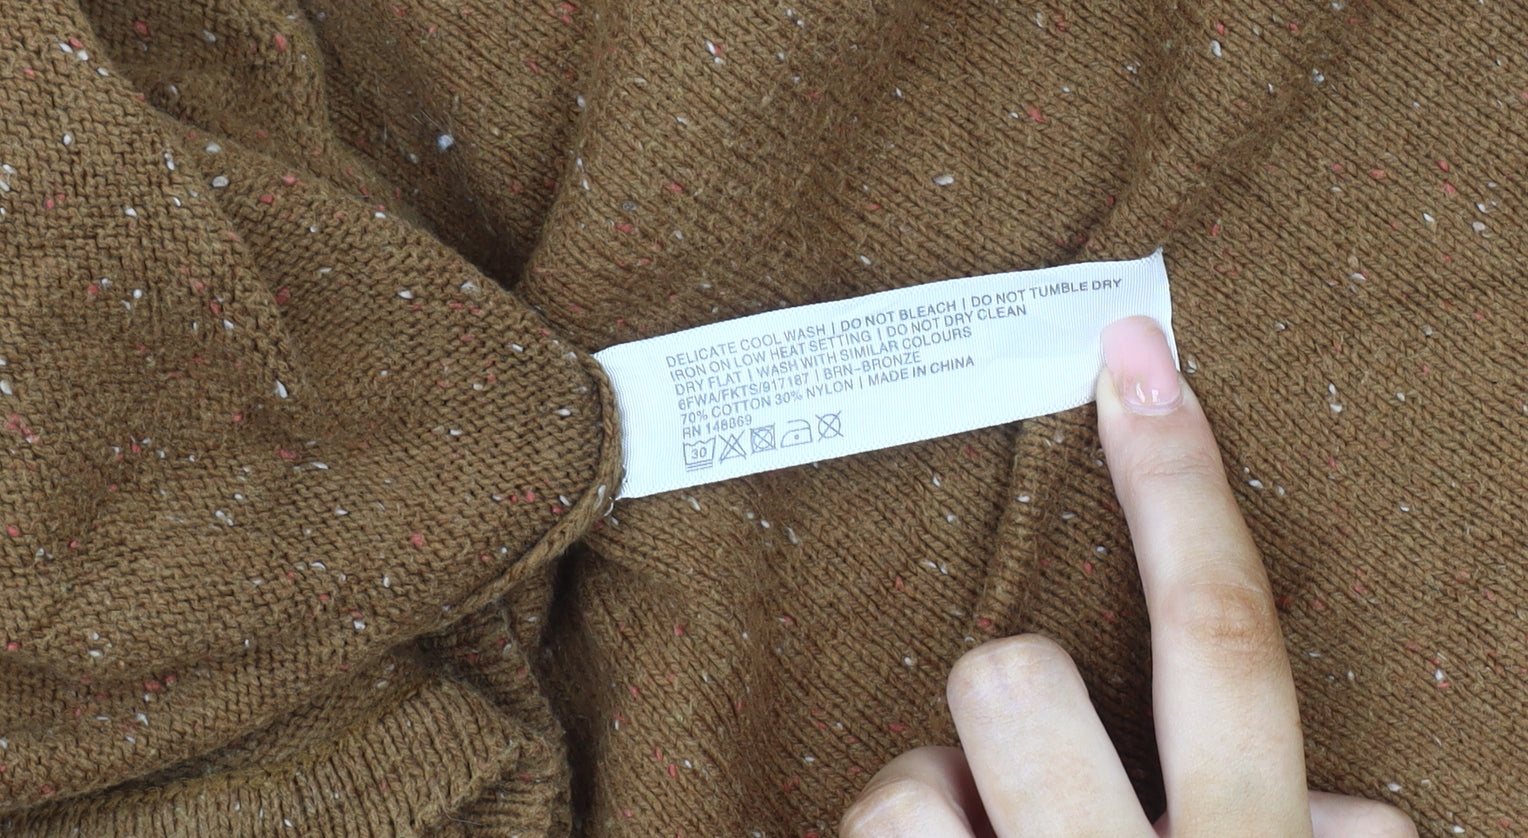 DELICATE COOL WASH | DO NOT BLEACH | DO NOT TUMBLE DRY
IRON ON LOW HEAT SETTING | DO NOT DRY CLEAN
DRY FLAT | WASH WITH SIMILAR COLOURS
6FWA/FKTS/917187 | BRN-BRONZE
70% COTTON 30% NYLON | MADE IN CHINA
RN 148869
30